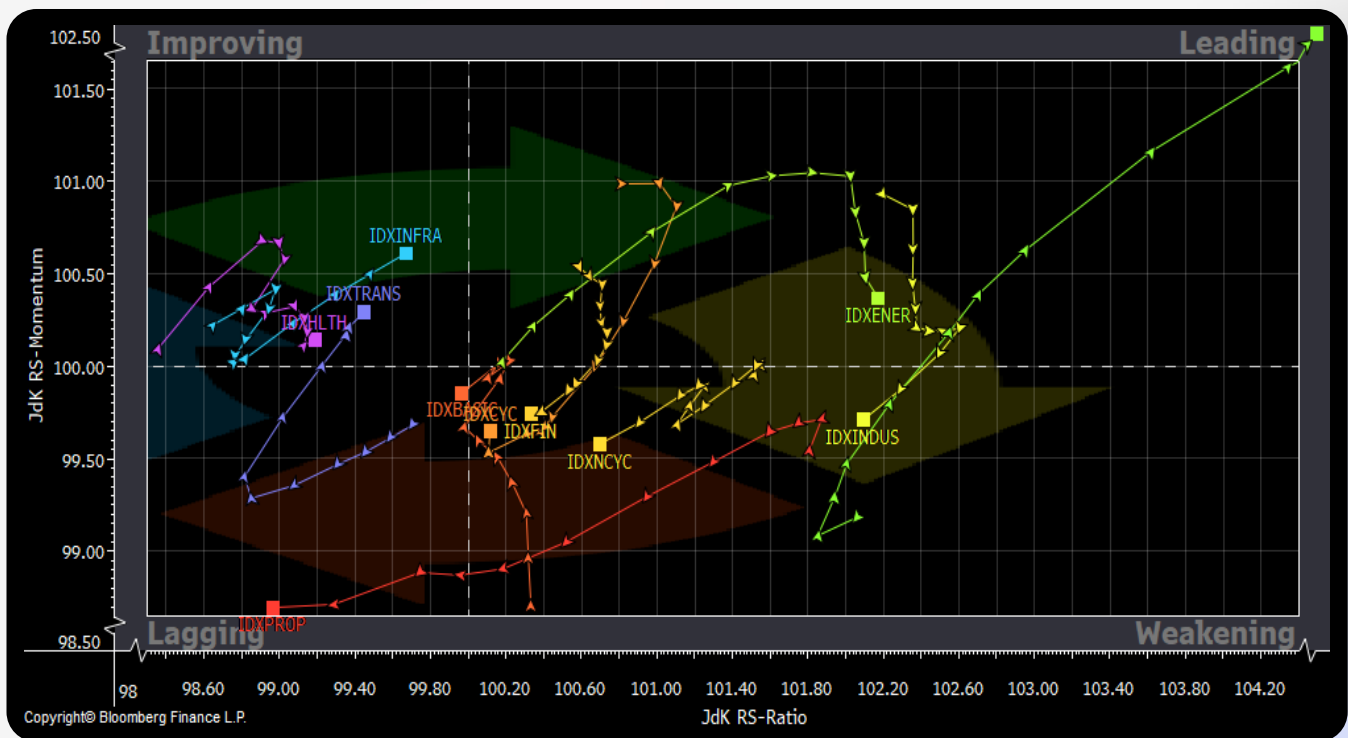 102.50
Improving
Leading
101.50
101.00
IDXINFRA
100.50
IDXTRANS
IDXHLTH
IDXENER
100.00
IDXBASIC
IDXCYC
IDXFIN
IDXINDUS
IDXNCYC
99.50
99.00
IDXPROP
98.50
Lagging
Weakening
JdK RS-Momentum
98
98.60
99.00
99.40
99.80
100.20
100.60
101.00
101.40
101.80
102.20
102.60
103.00
103.40
103.80
104.20
Copyright© Bloomberg Finance L.P.
JdK RS-Ratio